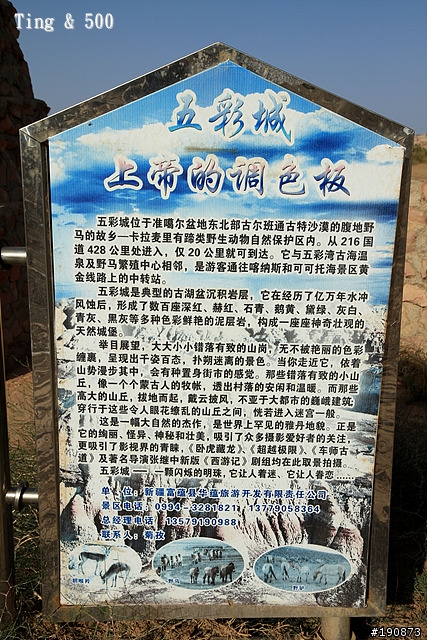 Ting & 500
五彩城
上帝的调色板
五彩城位于准噶尔盆地东北部古尔班通古特沙漠的腹地野
马的故乡—卡拉麦里有蹄类野生动物自然保护区内。从 216 国
道 428 公里处进入，仅 20 公里就可到达。它与五彩湾古海温
泉及野马繁殖中心相邻，是游客通往喀纳斯和可可托海景区黄
金线路上的中转站。
五彩城是典型的古湖盆沉积岩层，它在经历了亿万年水冲
风蚀后，形成了数百座深红、赫红、石青、鹅黄、黛绿、灰白、
青灰、黑灰等多种色彩鲜艳的泥层岩，构成一座座神奇壮观的
天然城堡。
举目展望，大大小小错落有致的山岗，无不被艳丽的色彩
缠裹，呈现出千姿百态，扑朔迷离的景色。当你走近它，依着
山势漫步其中，会有种置身街市的感觉。那些错落有致的小山
丘，像一个个蒙古人的牧帐，透出村落的安闲和温暖。而那些
高大的山丘，拔地而起，戴云披风，不亚于大都市的巍峨建筑。
穿行于这些令人眼花缭乱的山丘之间，恍若进入迷宫一般。
这是一幅大自然的杰作，是世界上罕见的雅丹地貌。正是
它的绚丽、怪异、神秘和壮美，吸引了众多摄影爱好者的关注，
更吸引了影视界的青睐，《卧虎藏龙》、《超越极限》、《车师古
道》及著名导演张继中新版《西游记》剧组均在此取景拍摄。
五彩城 —— 一颗闪烁的明珠，它让人着迷、它让人眷恋……
单 位：新疆富蕴县华蕴旅游开发有限责任公司
景区电话：0994—3281821 13779058364
总经理电话：13579190988
联系人：菊孜
鹅喉羚
野马
野驴
#190873